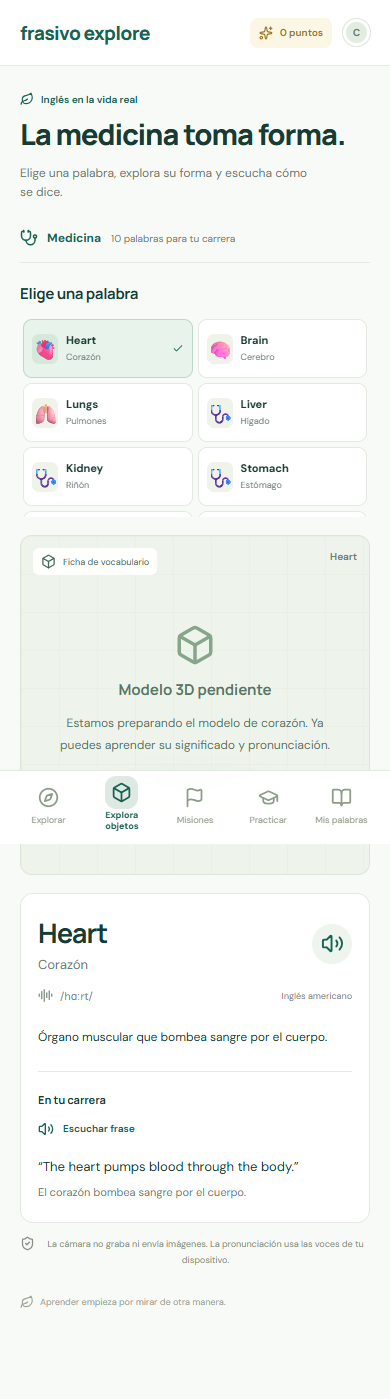 frasivo explore
0 puntos
C
Inglés en la vida real
La medicina toma forma.
Elige una palabra, explora su forma y escucha cómo
se dice.
Medicina 10 palabras para tu carrera
Elige una palabra
Heart
Corazón
Brain
Cerebro
Lungs
Pulmones
Liver
Hígado
Kidney
Riñón
Stomach
Estómago
Ficha de vocabulario
Heart
Modelo 3D pendiente
Estamos preparando el modelo de corazón. Ya
puedes aprender su significado y pronunciación.
Explorar
Explora
objetos
Misiones
Practicar
Mis palabras
Heart
Corazón
/hɑːrt/
Inglés americano
Órgano muscular que bombea sangre por el cuerpo.
En tu carrera
Escuchar frase
“The heart pumps blood through the body.”
El corazón bombea sangre por el cuerpo.
La cámara no graba ni envía imágenes. La pronunciación usa las voces de tu
dispositivo.
Aprender empieza por mirar de otra manera.